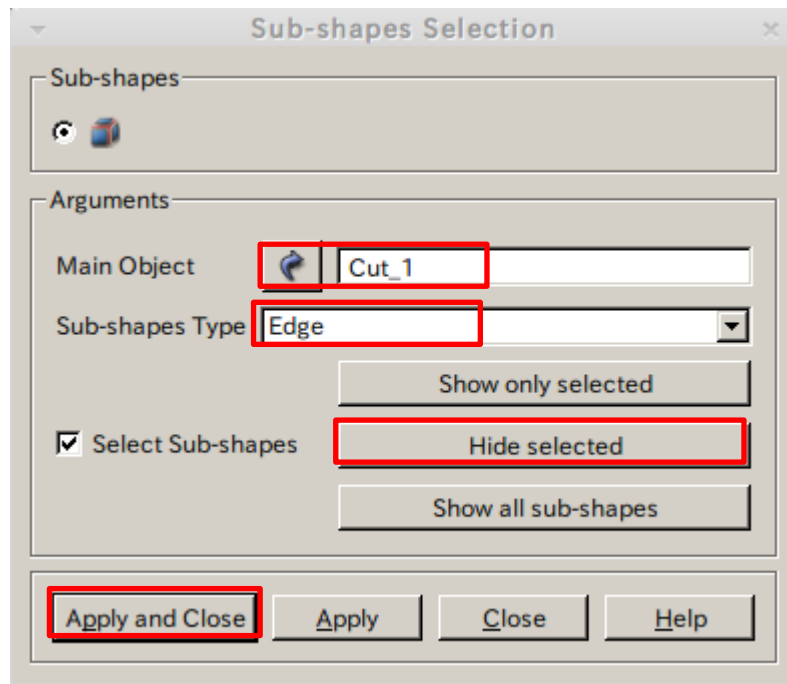 Sub-shapes Selection
Sub-shapes
Arguments
Main Object Cut_1
Sub-shapes Type Edge
Show only selected
Select Sub-shapes Hide selected
Show all sub-shapes
Apply and Close Apply Close Help